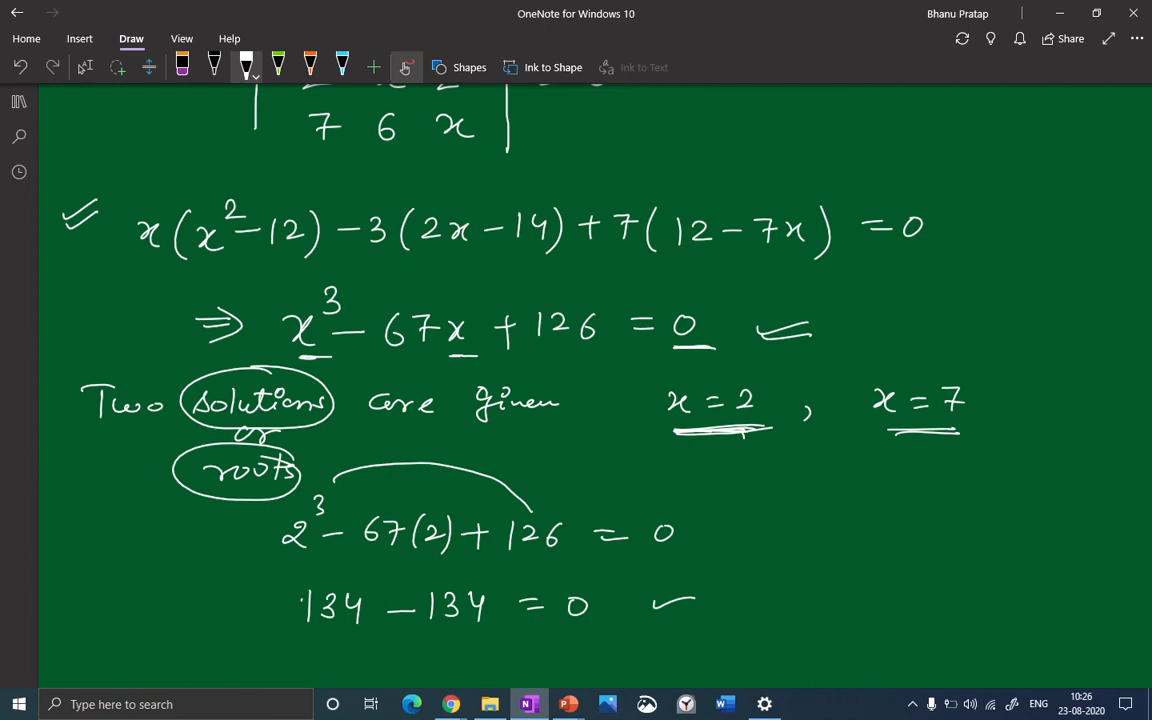 OneNote for Windows 10
Bhanu Pratap
Home Insert Draw View Help
Share
Shapes Ink to Shape Ink to Text
7 6 x
x(x²-12) -3(2x-14)+7(12-7x) =0
⇒ x³-67x+126 =0
Two solutions are given x=2, x=7
or
roots
2³-67(2)+126 =0
134-134 =0
Type here to search
ENG
10:26
23-08-2020